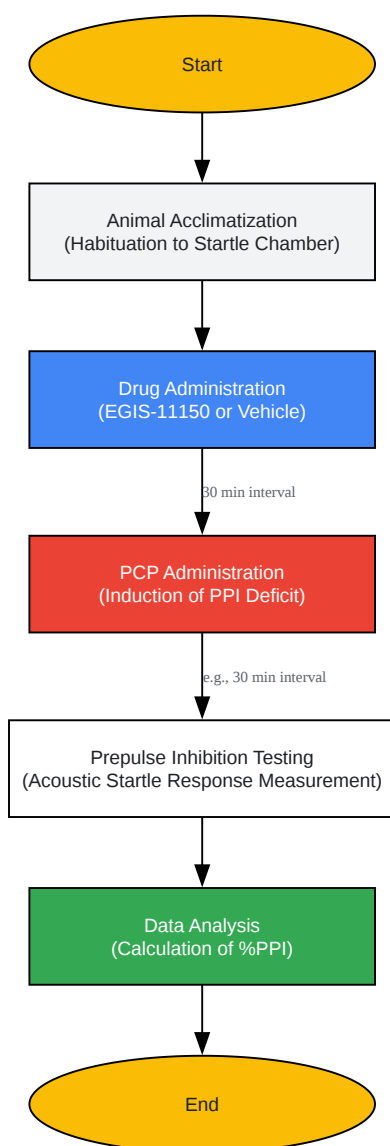 Start
Animal Acclimatization
(Habituation to Startle Chamber)
Drug Administration
(EGIS-11150 or Vehicle)
30 min interval
PCP Administration
(Induction of PPI Deficit)
e.g., 30 min interval
Prepulse Inhibition Testing
(Acoustic Startle Response Measurement)
Data Analysis
(Calculation of %PPI)
End